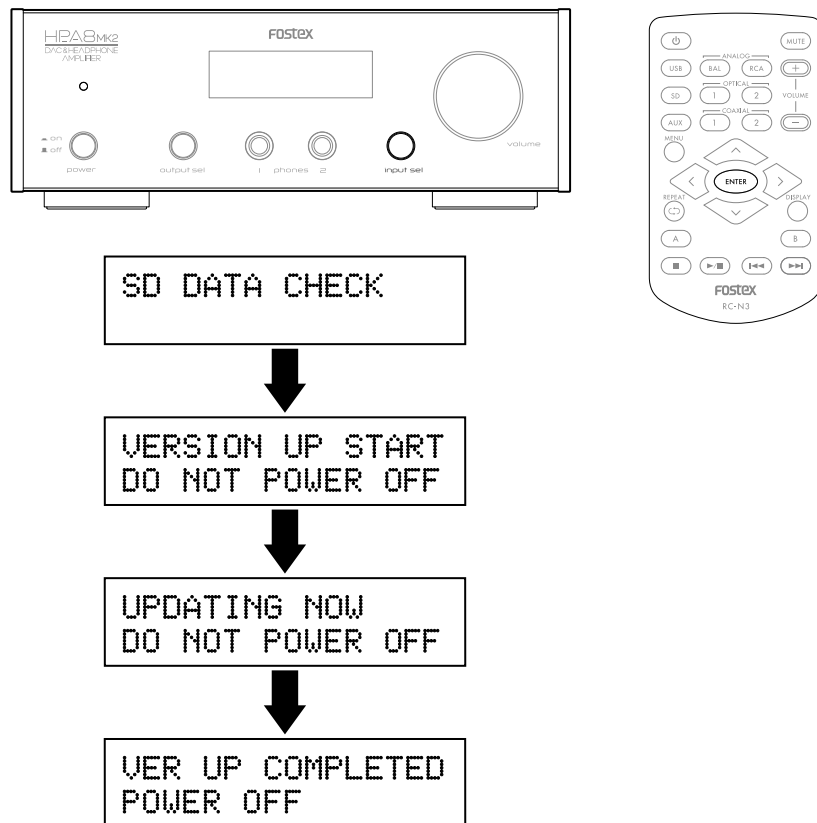 HP-A8MK2
DAC&HEADPHONE
AMPLIFIER
FOSTEX
on
off
power
output sel
1 phones 2
input sel
volume
MUTE
ANALOG
USB BAL RCA +
OPTICAL
SD 1 2 VOLUME
COAXIAL
AUX 1 2 −
MENU
ENTER
REPEAT DISPLAY
A B
FOSTEX
RC-N3
SD DATA CHECK
VERSION UP START
DO NOT POWER OFF
UPDATING NOW
DO NOT POWER OFF
VER UP COMPLETED
POWER OFF